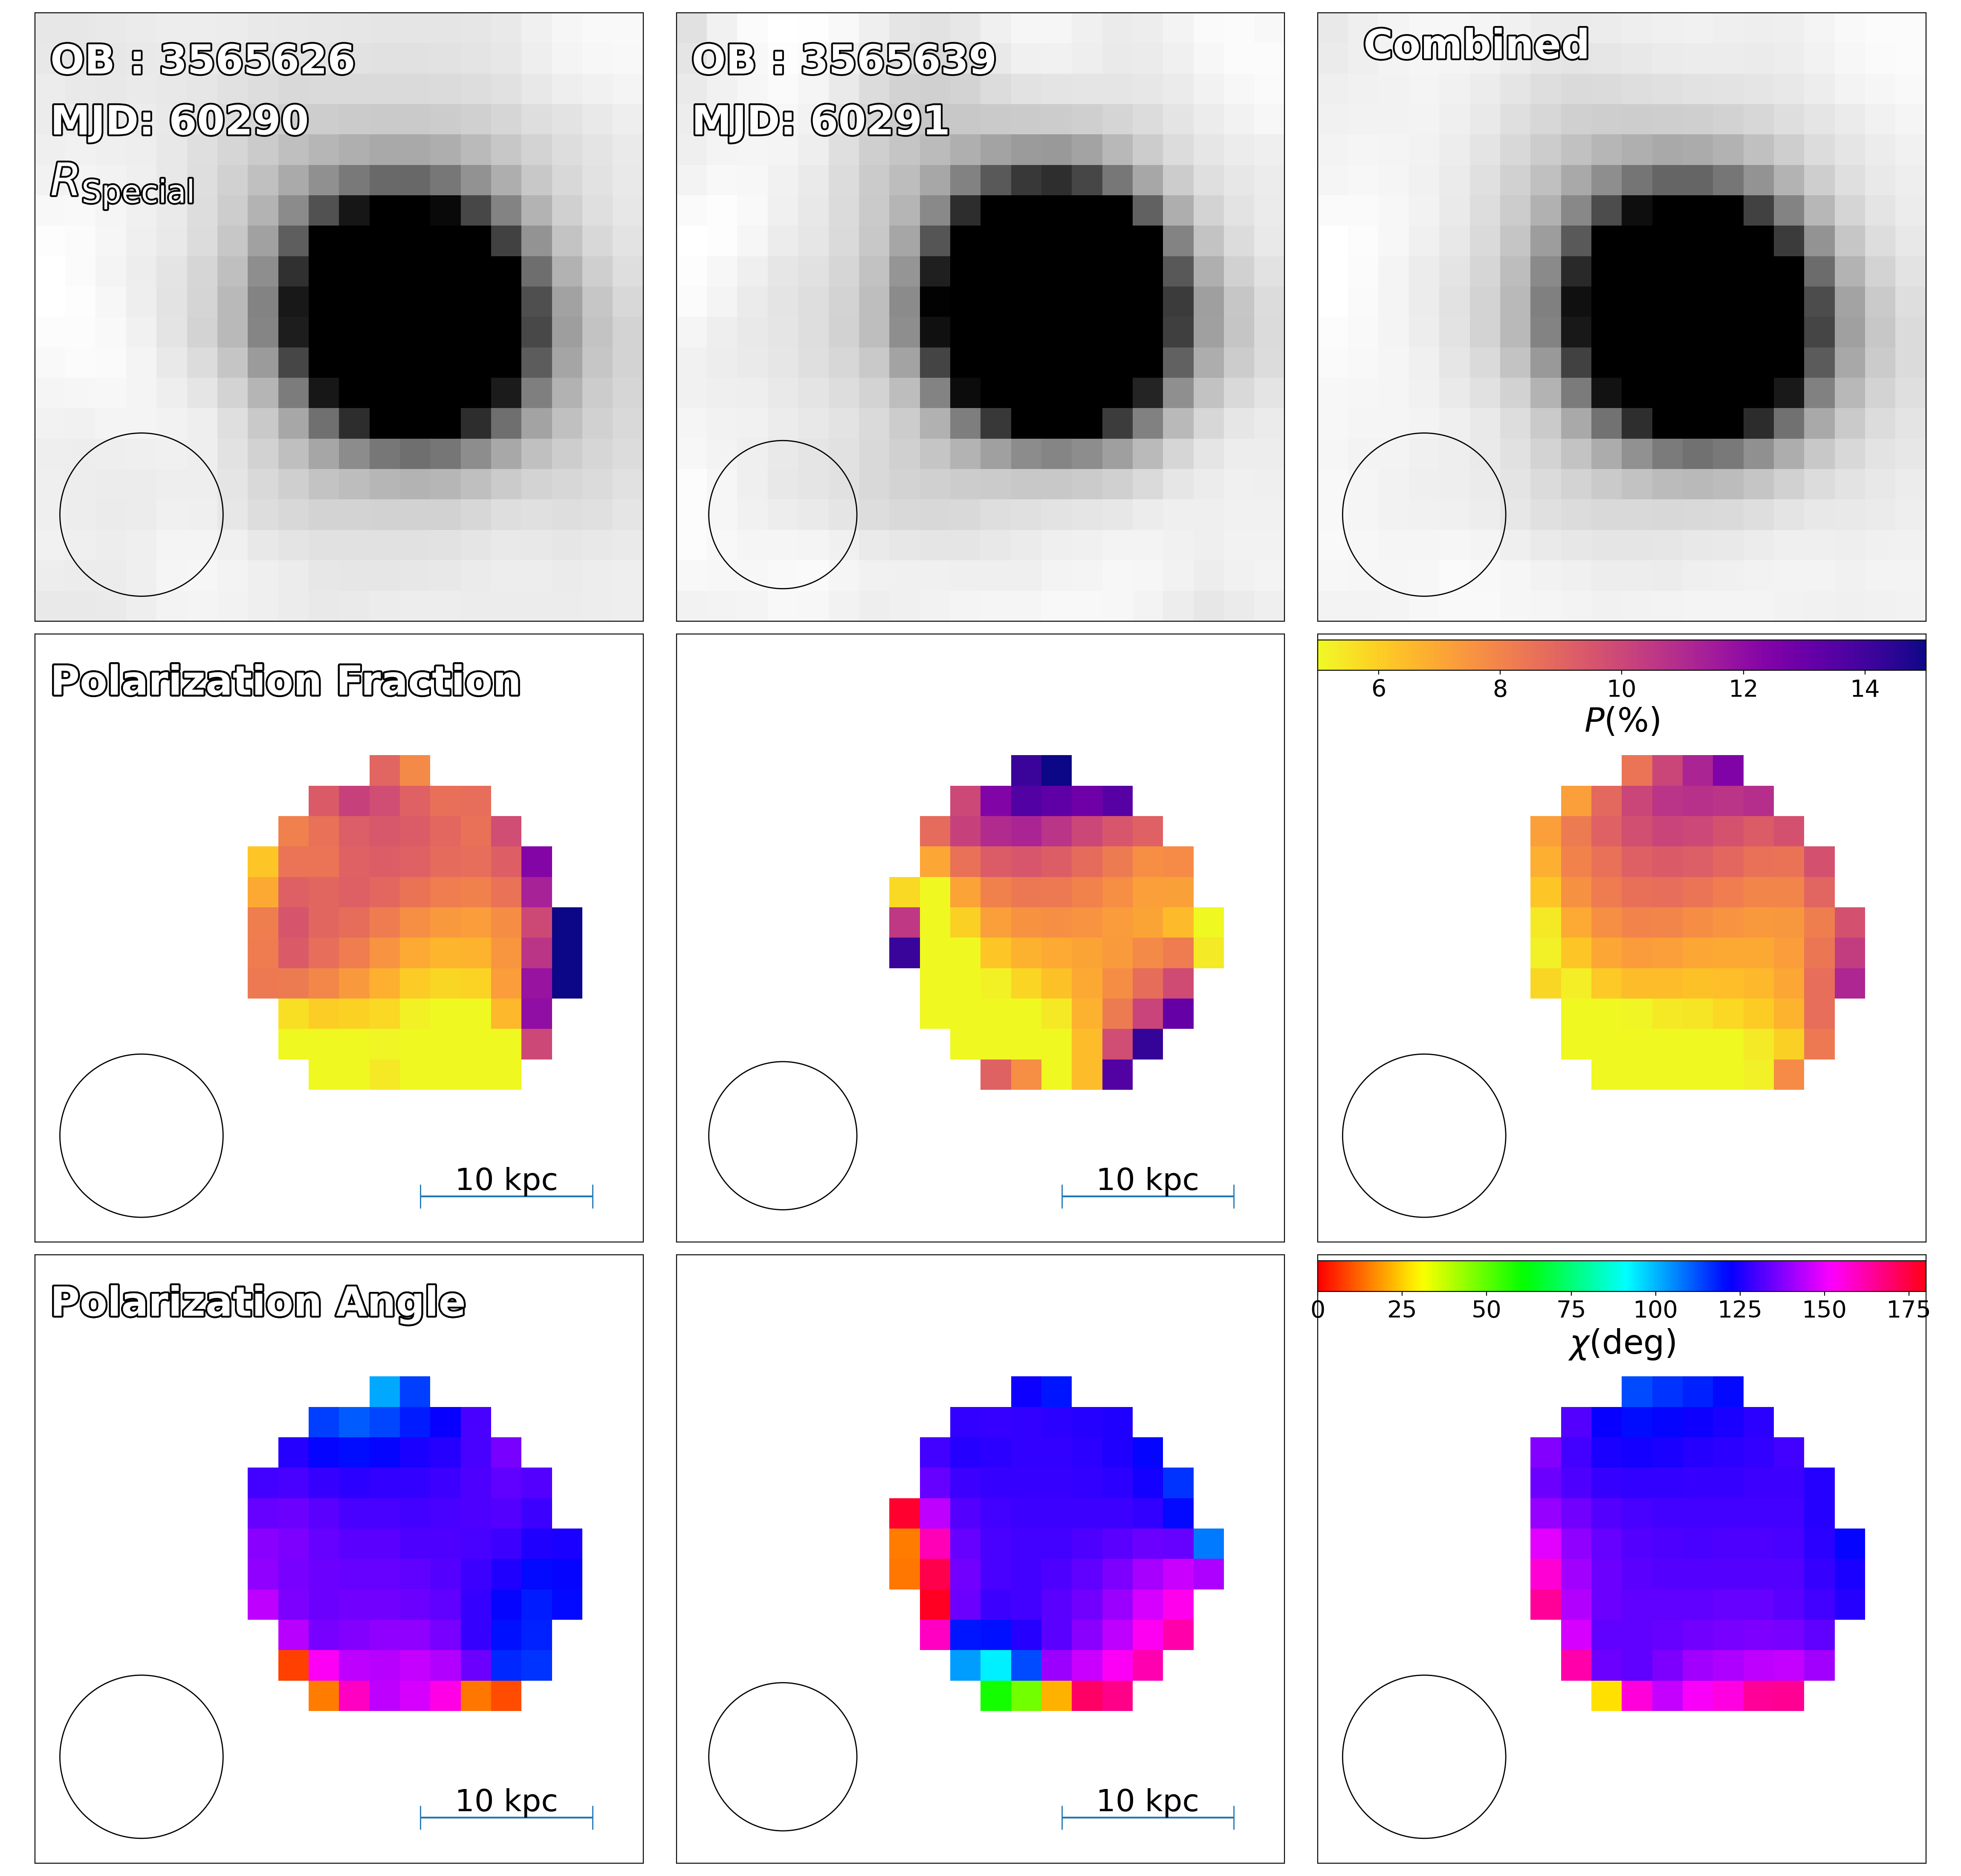 OB : 3565626
MJD: 60290
R_Special
OB : 3565639
MJD: 60291
Combined
Polarization Fraction
10 kpc
10 kpc
6 8 10 12 14
P(%)
Polarization Angle
10 kpc
10 kpc
0 25 50 75 100 125 150 175
χ(deg)